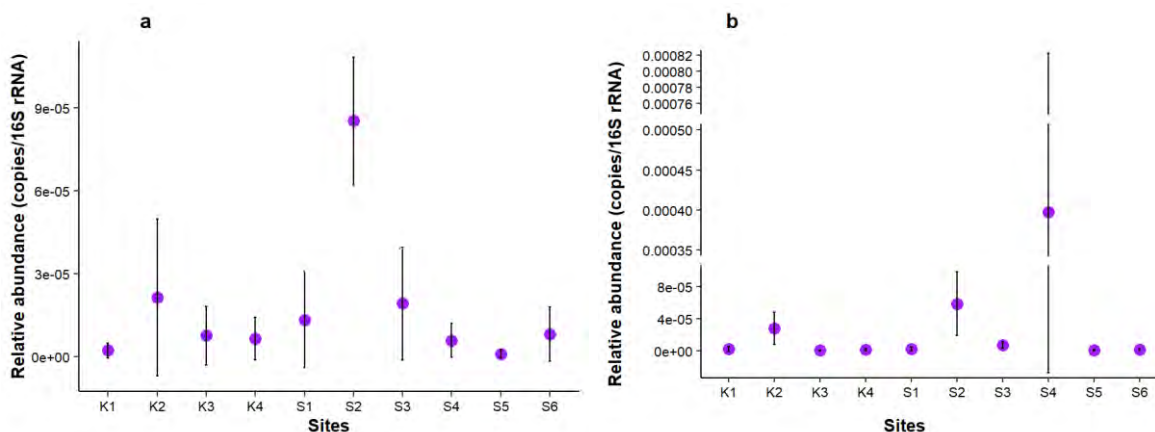 a
Relative abundance (copies/16S rRNA)
9e-05
6e-05
3e-05
0e+00
K1 K2 K3 K4 S1 S2 S3 S4 S5 S6
Sites
b
Relative abundance (copies/16S rRNA)
0.00082
0.00080
0.00078
0.00076
0.00050
0.00045
0.00040
0.00035
8e-05
4e-05
0e+00
K1 K2 K3 K4 S1 S2 S3 S4 S5 S6
Sites